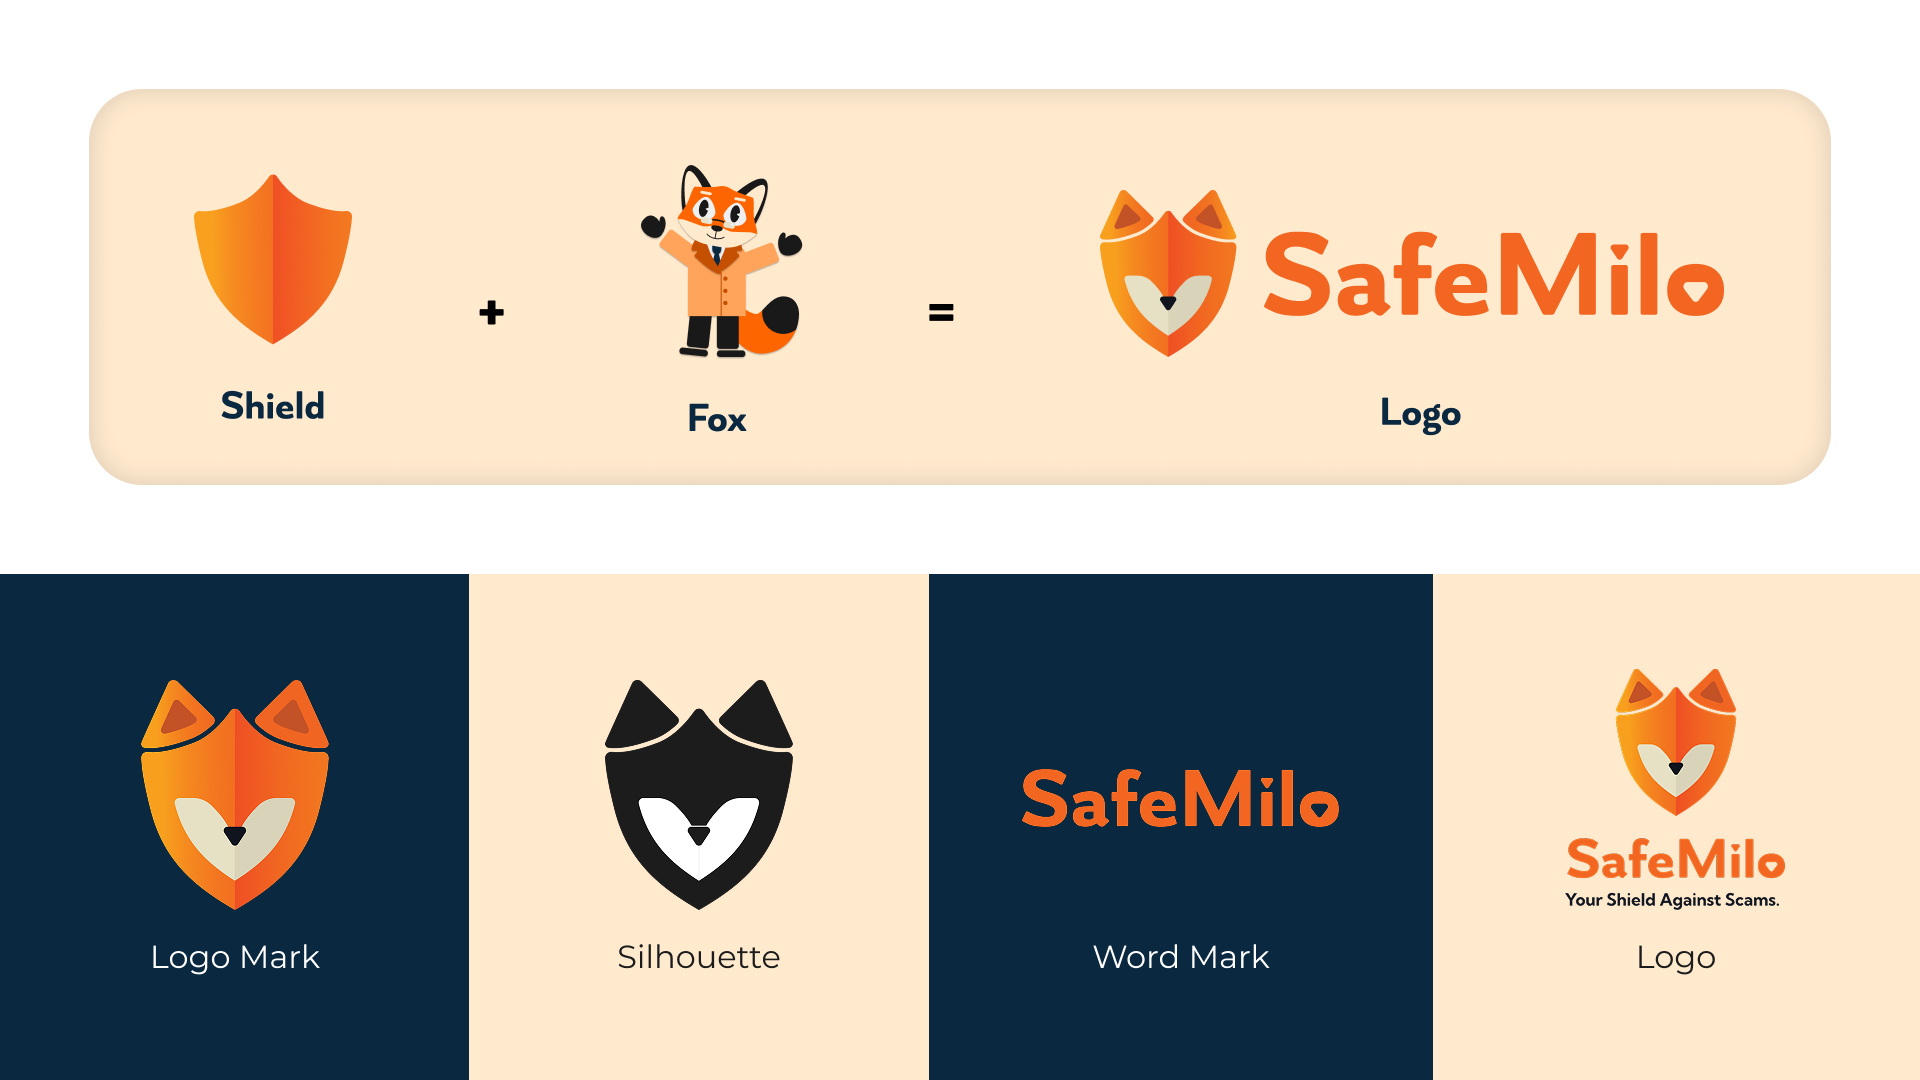 +
=
SafeMilo
Shield
Fox
Logo
SafeMilo
SafeMilo
Your Shield Against Scams.
Logo Mark
Silhouette
Word Mark
Logo